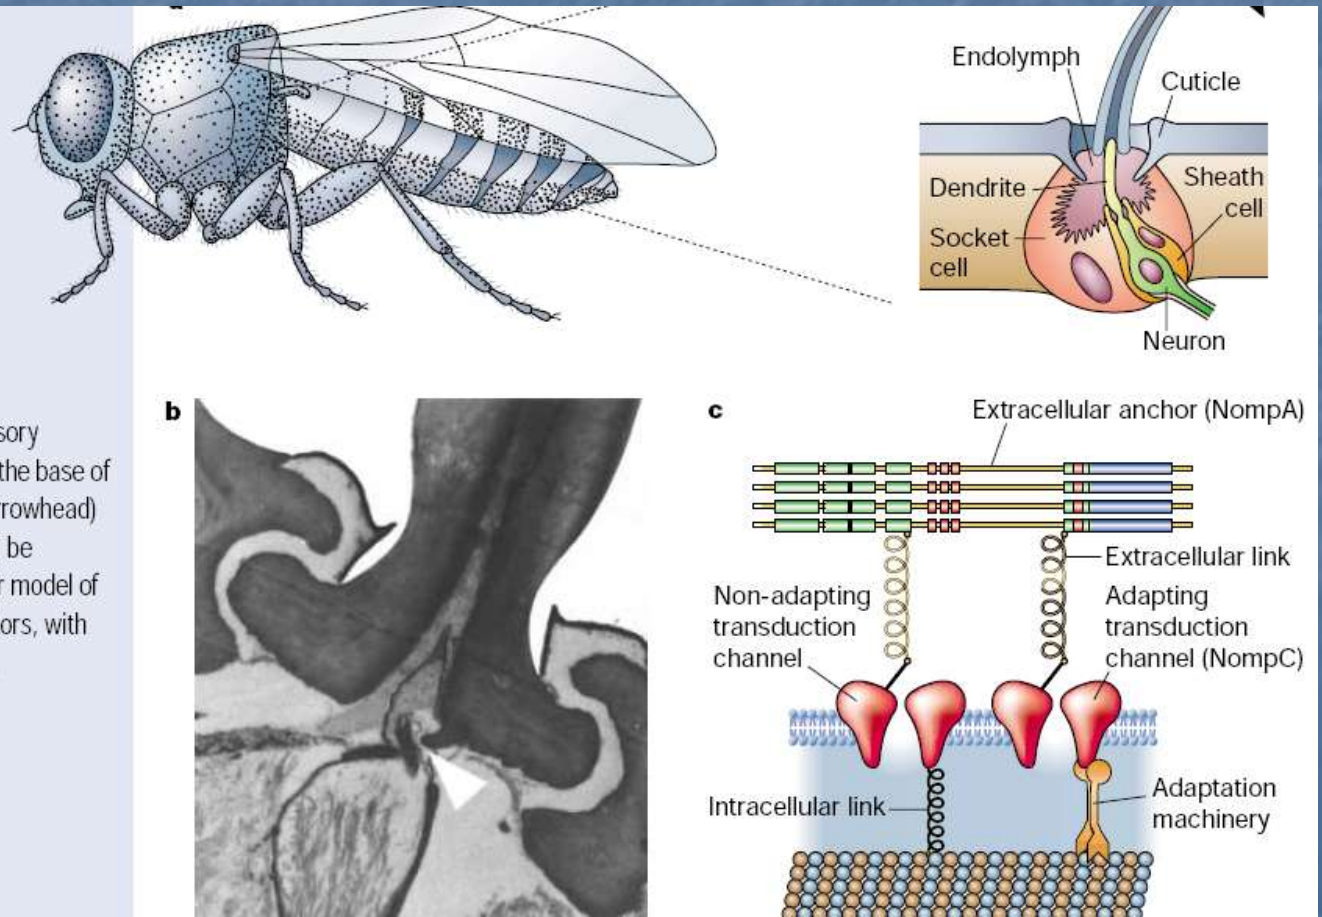 Endolymph
Cuticle
Dendrite
Sheath
cell
Socket
cell
Neuron
sory
the base of
rowhead)
be
r model of
ors, with
b
c
Extracellular anchor (NompA)
Extracellular link
Non-adapting
transduction
channel
Adapting
transduction
channel (NompC)
Intracellular link
Adaptation
machinery